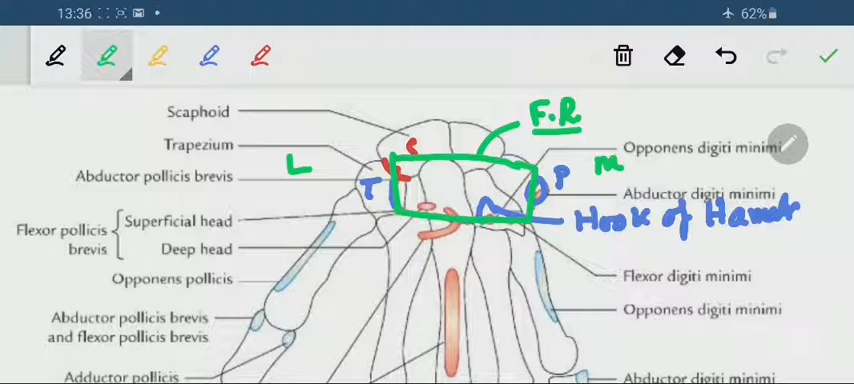 13:36
62%
Scaphoid
Trapezium
Abductor pollicis brevis
Flexor pollicis brevis
Superficial head
Deep head
Opponens pollicis
Abductor pollicis brevis
and flexor pollicis brevis
Adductor pollicis
L
T
S
F.R
m
P
Hook of Hamate
Opponens digiti minimi
Abductor digiti minimi
Flexor digiti minimi
Opponens digiti minimi
Abductor digiti minimi